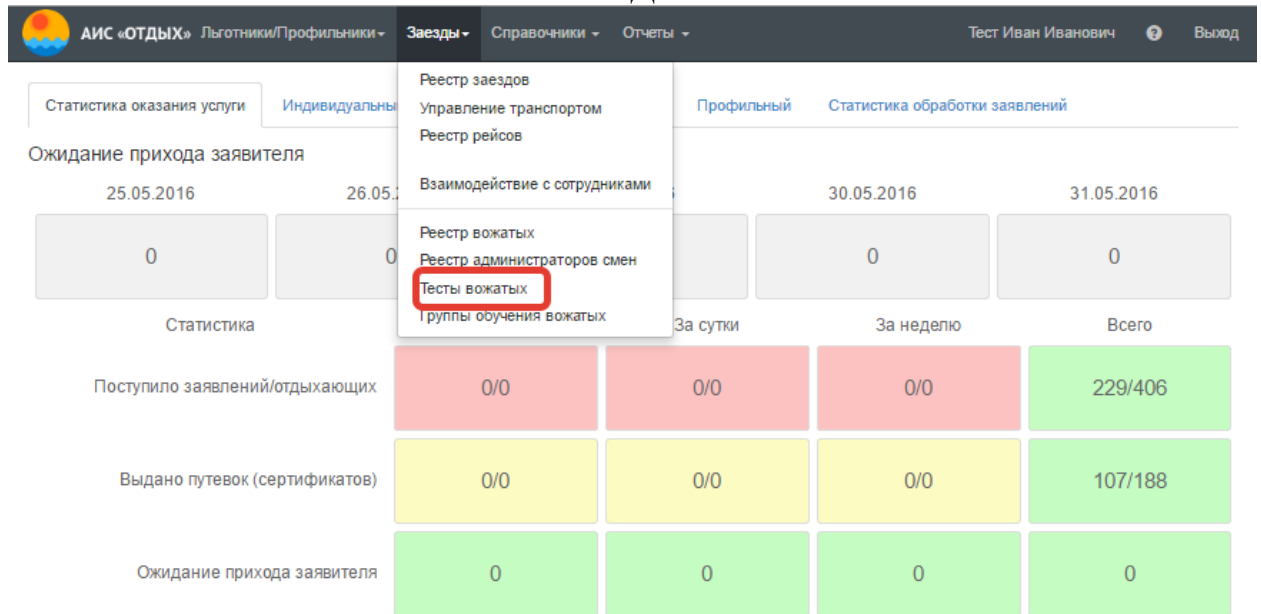 АИС «ОТДЫХ» Льготники/Профильники Заезды Справочники Отчеты Тест Иван Иванович Выход
Реестр заездов
Управление транспортом
Реестр рейсов
Взаимодействие с сотрудниками
Реестр вожатых
Реестр администраторов смен
Тесты вожатых
Группы обучения вожатых
Статистика оказания услуги Индивидуальны Профильный Статистика обработки заявлений
Ожидание прихода заявителя
25.05.2016 26.05. 30.05.2016 31.05.2016
0 0 0 0
Статистика За сутки За неделю Всего
Поступило заявлений/отдыхающих 0/0 0/0 0/0 229/406
Выдано путевок (сертификатов) 0/0 0/0 0/0 107/188
Ожидание прихода заявителя 0 0 0 0